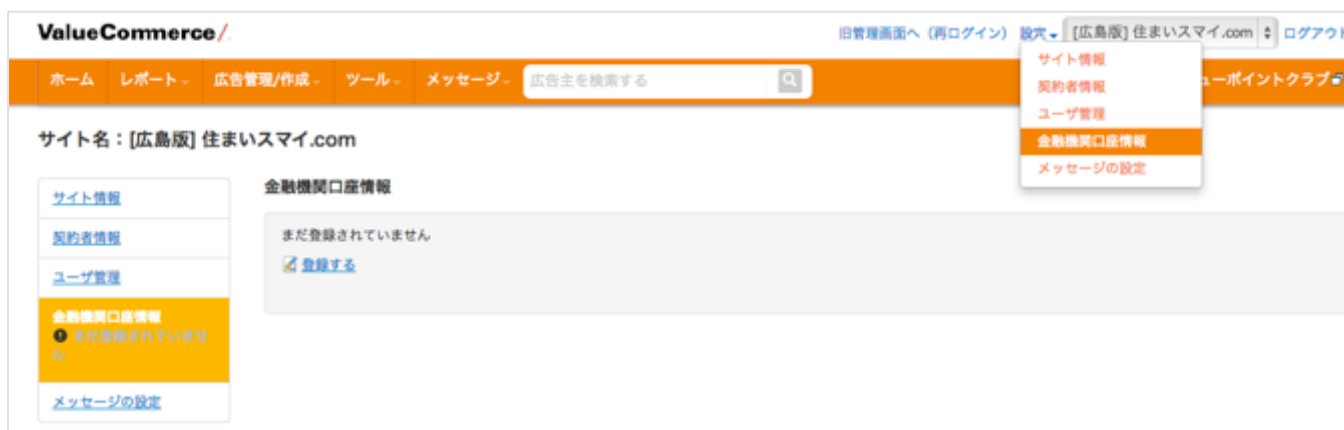 ValueCommerce
旧管理画面へ（再ログイン） 設定 [広島版] 住まいスマイ.com ログアウト
ホーム レポート 広告管理/作成 ツール メッセージ 広告主を検索する ューポイントクラブ
サイト情報
契約者情報
ユーザ管理
金融機関口座情報
メッセージの設定
サイト名：[広島版] 住まいスマイ.com
サイト情報
契約者情報
ユーザ管理
金融機関口座情報
まだ登録されていませ
ん
メッセージの設定
金融機関口座情報
まだ登録されていません
登録する